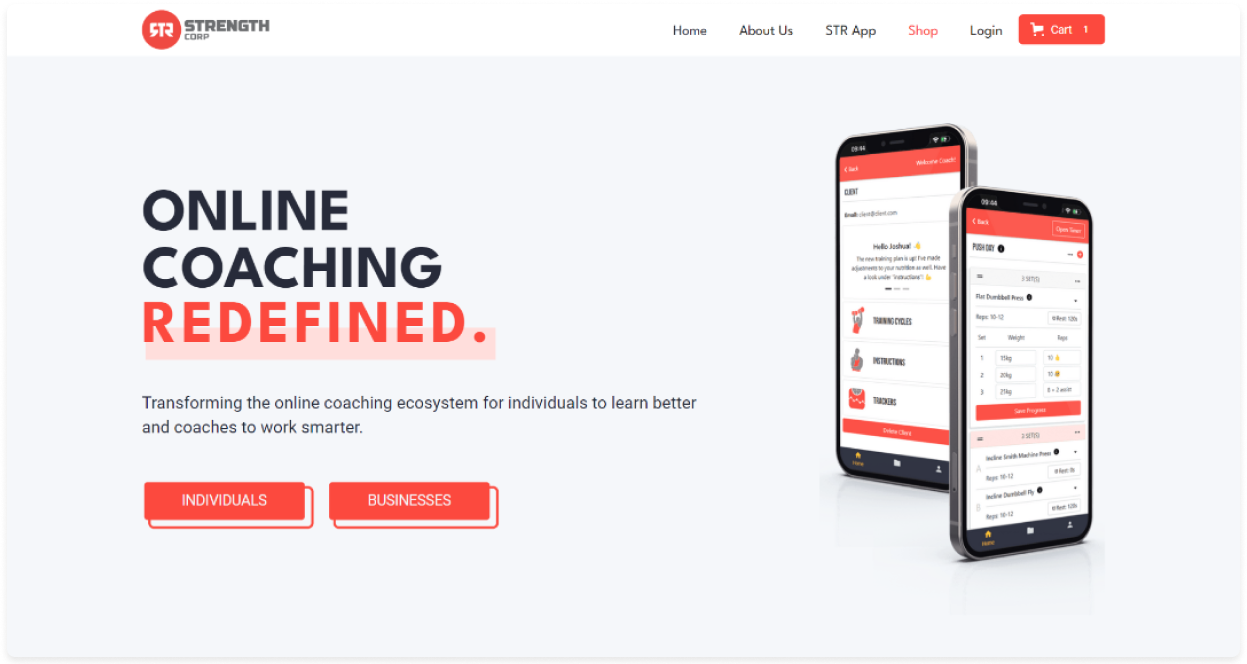 STR STRENGTH
CORP
Home
About Us
STR App
Shop
Login
Cart 1
ONLINE
COACHING
REDEFINED.
Transforming the online coaching ecosystem for individuals to learn better
and coaches to work smarter.
INDIVIDUALS
BUSINESSES
09:44
Back
Welcome Coach!
CLIENT
Email: client@client.com
Hello Joshua! 👋
The new training plan is up! I've made
adjustments to your nutrition as well. Have
a look under "instructions"! 💪
TRAINING CYCLES
INSTRUCTIONS
TRACKERS
Delete Client
Home
09:44
Back
Open Timer
PUSH DAY
3 SET(S)
Flat Dumbbell Press
Reps: 10-12
Rest: 120s
Set Weight Reps
1 15kg 10
2 20kg 10
3 25kg 8 + 2 assist
Save Progress
3 SET(S)
A
Incline Smith Machine Press
Reps: 10-12
Rest: 0s
B
Incline Dumbbell Fly
Reps: 10-12
Rest: 120s
Home